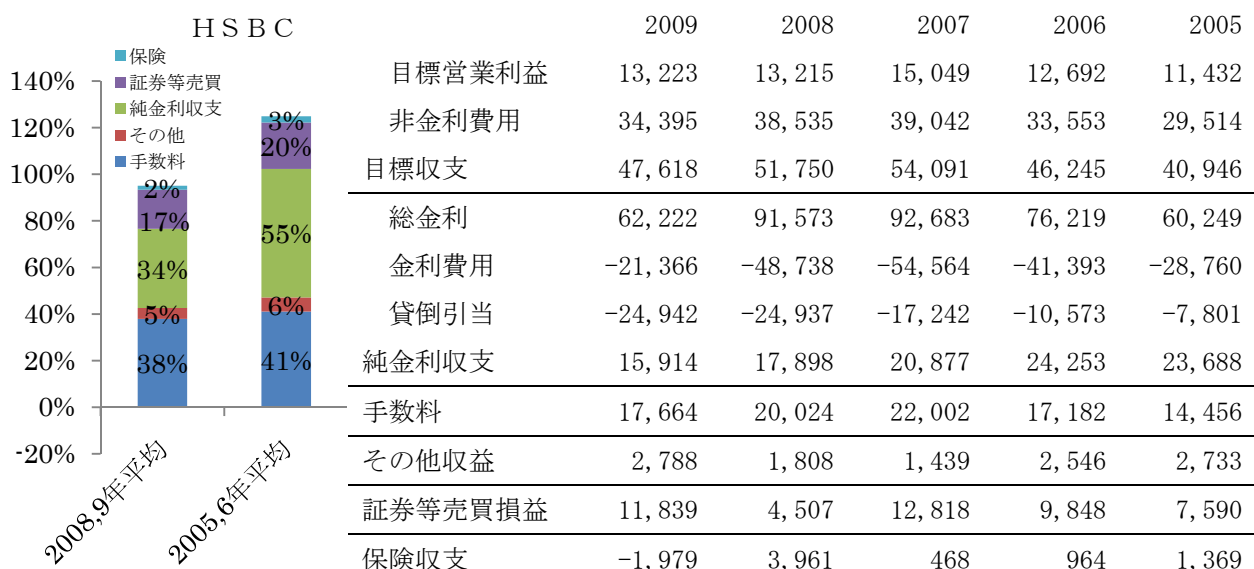 ＨＳＢＣ
保険
証券等売買
純金利収支
その他
手数料
140%
120%
100%
80%
60%
40%
20%
0%
-20%
2%
17%
34%
5%
38%
3%
20%
55%
6%
41%
2008,9年平均
2005,6年平均
2009 2008 2007 2006 2005
目標営業利益 13,223 13,215 15,049 12,692 11,432
非金利費用 34,395 38,535 39,042 33,553 29,514
目標収支 47,618 51,750 54,091 46,245 40,946
総金利 62,222 91,573 92,683 76,219 60,249
金利費用 -21,366 -48,738 -54,564 -41,393 -28,760
貸倒引当 -24,942 -24,937 -17,242 -10,573 -7,801
純金利収支 15,914 17,898 20,877 24,253 23,688
手数料 17,664 20,024 22,002 17,182 14,456
その他収益 2,788 1,808 1,439 2,546 2,733
証券等売買損益 11,839 4,507 12,818 9,848 7,590
保険収支 -1,979 3,961 468 964 1,369